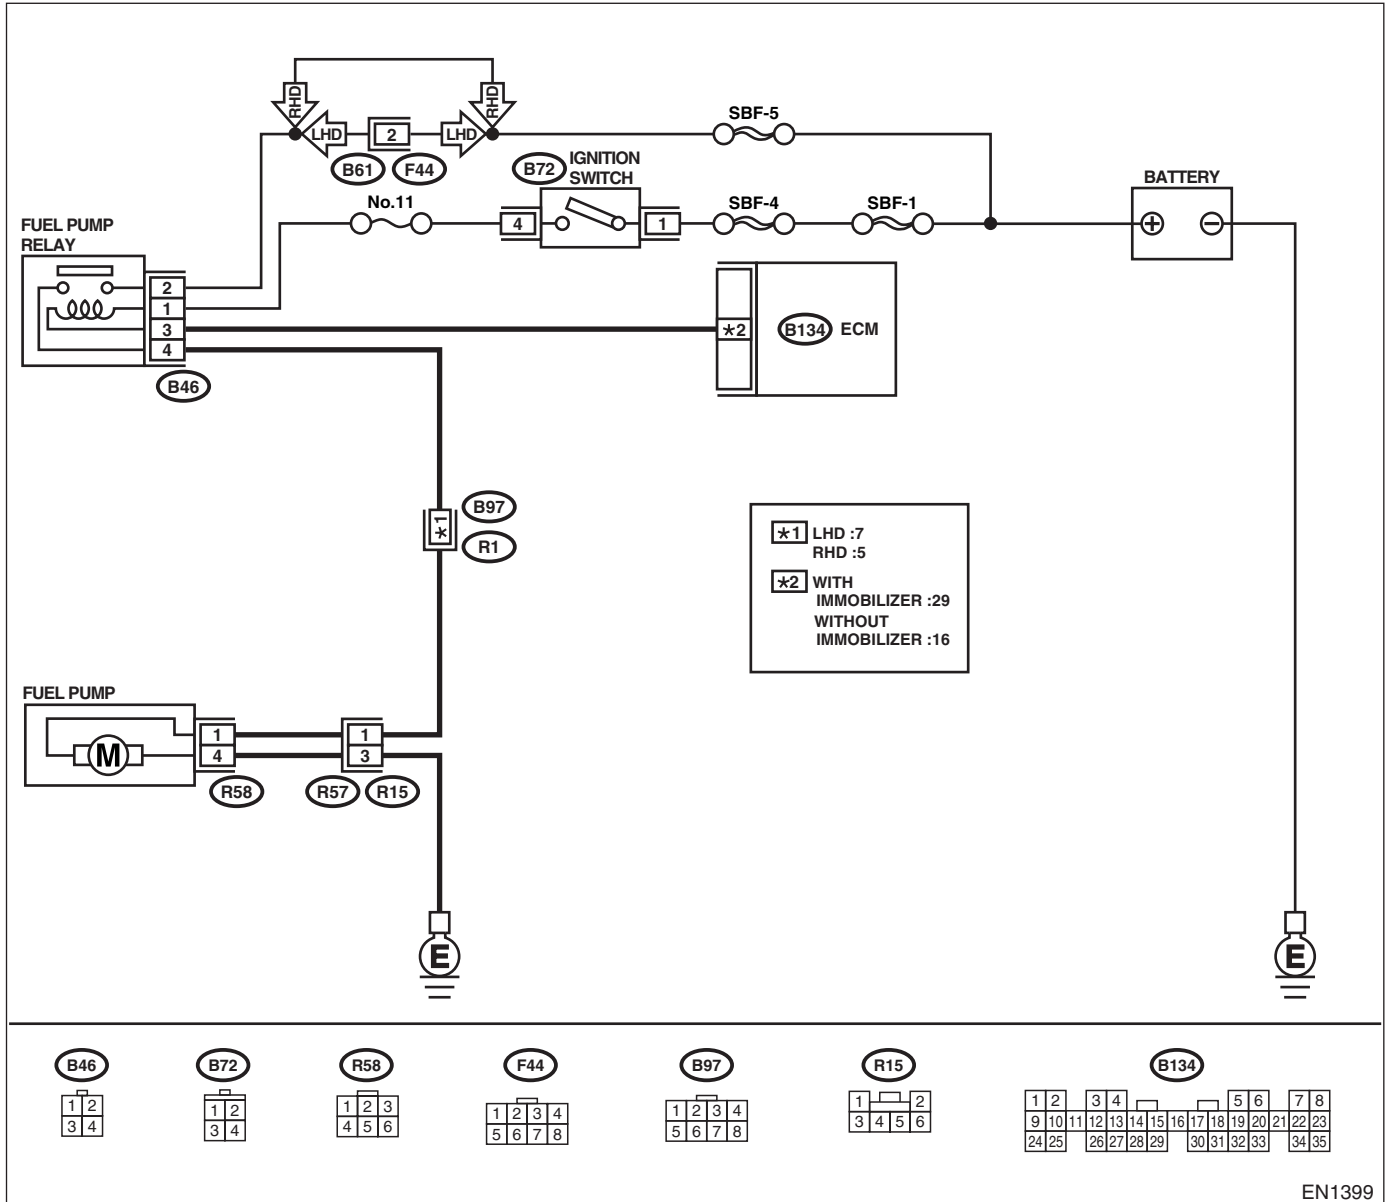 RHD
RHD
LHD
2
LHD
SBF-5
B61
F44
B72
IGNITION
SWITCH
BATTERY
No.11
4
1
SBF-4
SBF-1
+
−
FUEL PUMP
RELAY
2
1
3
4
B46
*2
B134
ECM
B97
*1
R1
*1 LHD :7
RHD :5
*2 WITH
IMMOBILIZER :29
WITHOUT
IMMOBILIZER :16
FUEL PUMP
M
1
4
1
3
R58
R57
R15
E
E
B46
1 2
3 4
B72
1 2
3 4
R58
1 2 3
4 5 6
F44
1 2 3 4
5 6 7 8
B97
1 2 3 4
5 6 7 8
R15
1 2
3 4 5 6
B134
1 2 3 4 5 6 7 8
9 10 11 12 13 14 15 16 17 18 19 20 21 22 23
24 25 26 27 28 29 30 31 32 33 34 35
EN1399